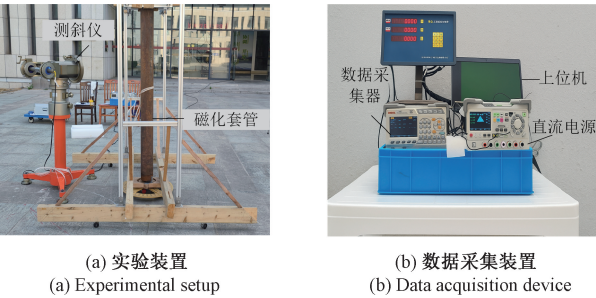 测斜仪
磁化套管
数据采
集器
上位机
直流电源
(a) 实验装置
(a) Experimental setup
(b) 数据采集装置
(b) Data acquisition device